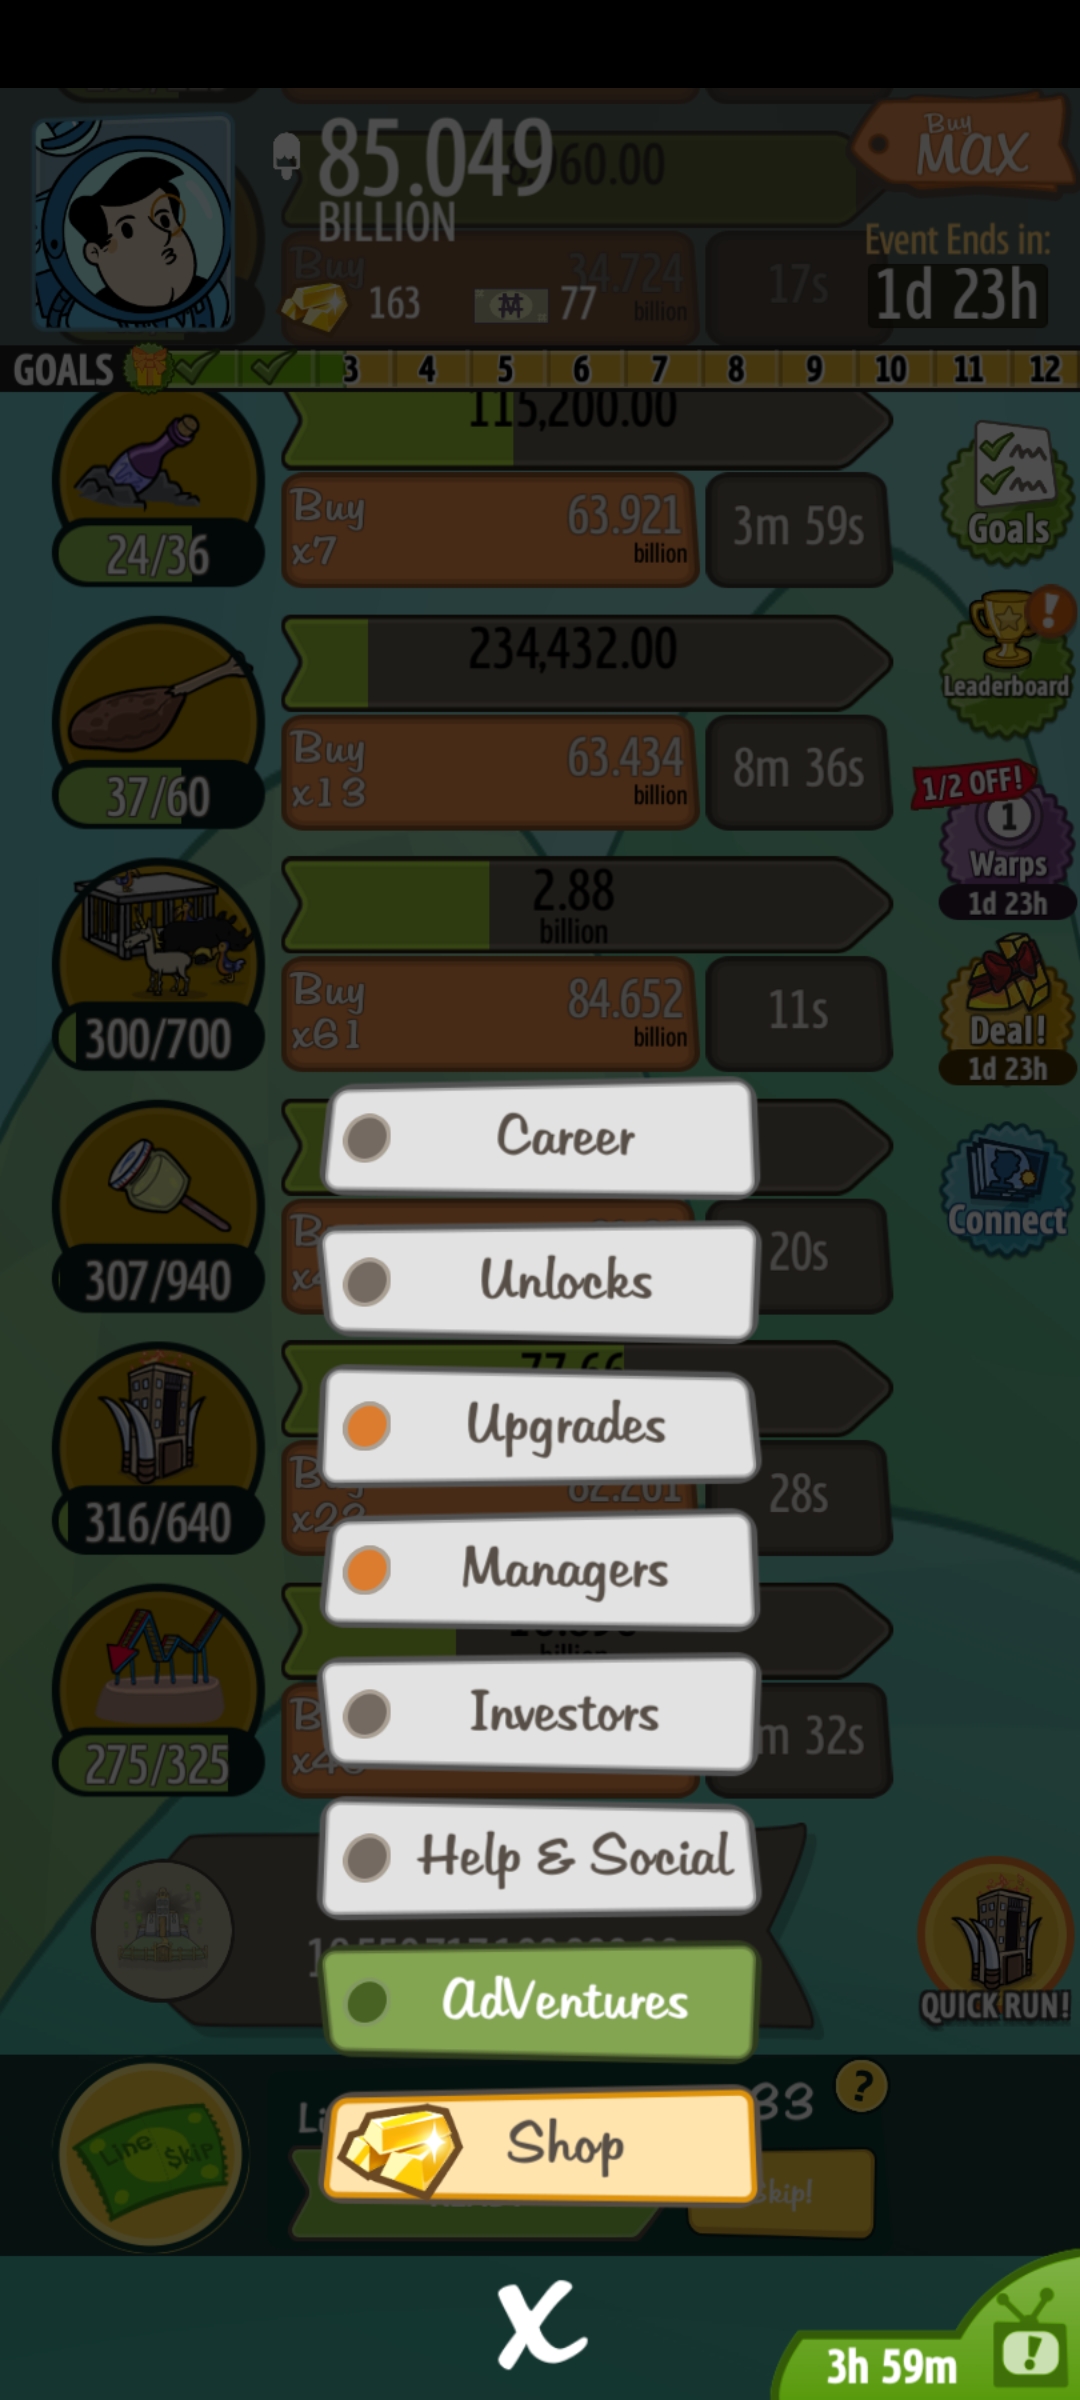 85.049
BILLION
Buy
MAX
Event Ends in:
1d 23h
Buy
34.724
billion
17s
163
77
GOALS
3
4
5
6
7
8
9
10
11
12
115,200.00
24/36
Buy
x7
63.921
billion
3m 59s
Goals
234,432.00
37/60
Buy
x13
63.434
billion
8m 36s
Leaderboard
1/2 OFF!
1
Warps
1d 23h
2.88
billion
300/700
Buy
x61
84.652
billion
11s
Deal!
1d 23h
Career
307/940
20s
Connect
Unlocks
Upgrades
316/640
28s
Managers
Investors
275/325
m 32s
Help & Social
AdVentures
QUICK RUN!
Line $kip
?
Shop
Skip!
X
3h 59m